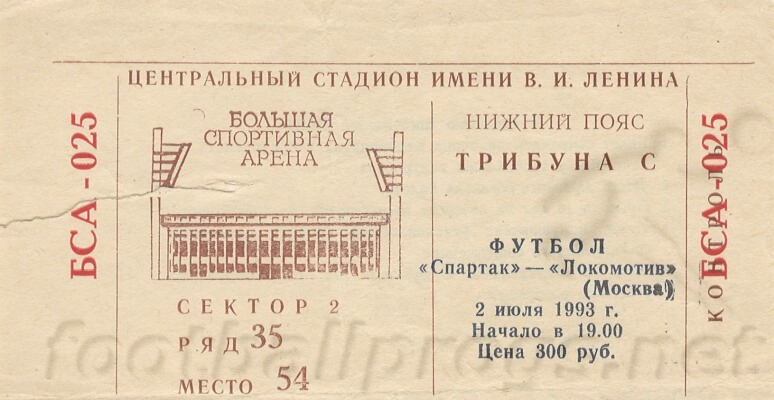 ЦЕНТРАЛЬНЫЙ СТАДИОН ИМЕНИ В. И. ЛЕНИНА
БСА - 025
БОЛЬШАЯ
СПОРТИВНАЯ
АРЕНА
СЕКТОР 2
РЯД 35
МЕСТО 54
НИЖНИЙ ПОЯС
ТРИБУНА С
ФУТБОЛ
«Спартак» — «Локомотив»
(Москва)
2 июля 1993 г.
Начало в 19.00
Цена 300 руб.
КОНТРОЛЬ
БСА - 025
footballprogs.net